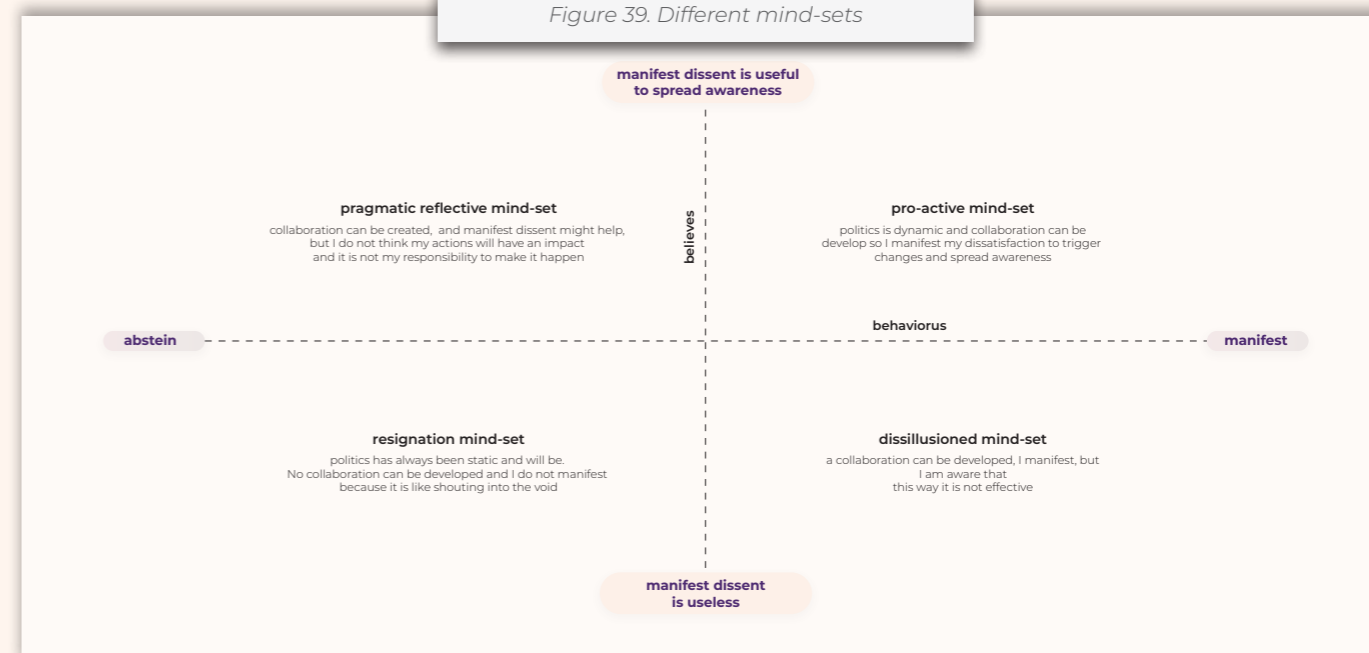 Figure 39. Different mind-sets
manifest dissent is useful
to spread awareness
pragmatic reflective mind-set
collaboration can be created, and manifest dissent might help,
but I do not think my actions will have an impact
and it is not my responsibility to make it happen
believes
pro-active mind-set
politics is dynamic and collaboration can be
develop so I manifest my dissatisfaction to trigger
changes and spread awareness
behaviorus
abstein
manifest
resignation mind-set
politics has always been static and will be.
No collaboration can be developed and I do not manifest
because it is like shouting into the void
dissillusioned mind-set
a collaboration can be developed, I manifest, but
I am aware that
this way it is not effective
manifest dissent
is useless